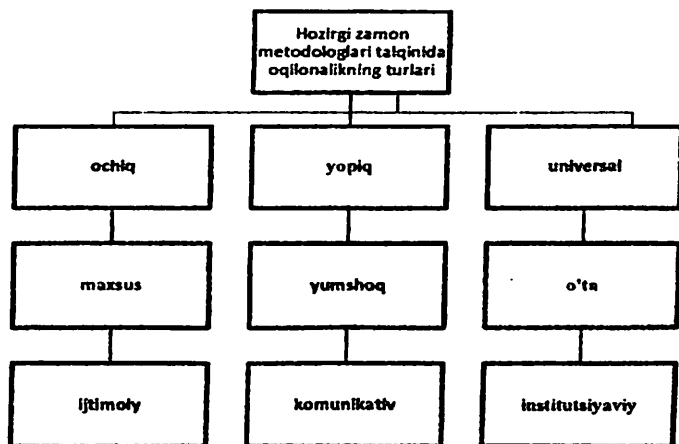 Hozirgi zamon
metodologlari talqinida
oqilonalikning turlari
ochiq
yopiq
universal
maxsus
yumshoq
o'ta
ijtimoiy
komunikativ
institutsiyaviy